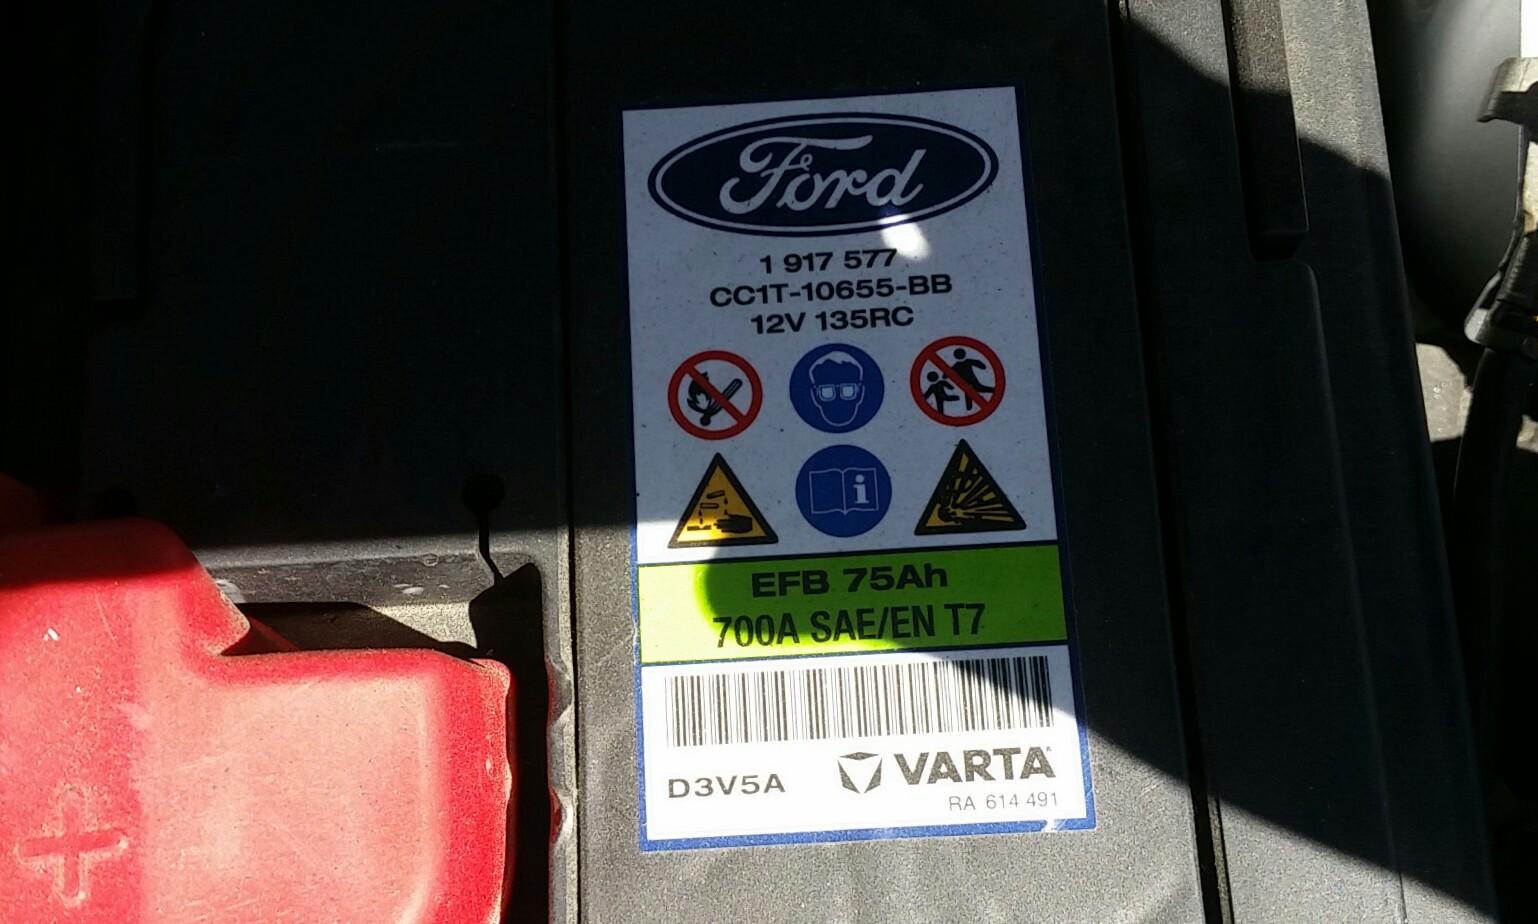 Ford
1 917 577
CC1T-10655-BB
12V 135RC
i
EFB 75Ah
700A SAE/EN T7
D3V5A
VARTA®
RA 614 491
+